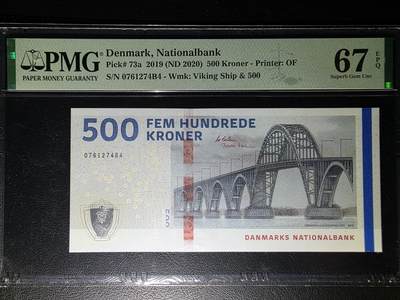 PMG
PAPER MONEY GUARANTY
Denmark, Nationalbank
Pick# 73a 2019 (ND 2020) 500 Kroner - Printer: OF
S/N 0761274B4 - Wmk: Viking Ship & 500
67
EPQ
Superb Gem Unc
500
FEM HUNDREDE
KRONER
0761274B4
DANMARKS NATIONALBANK